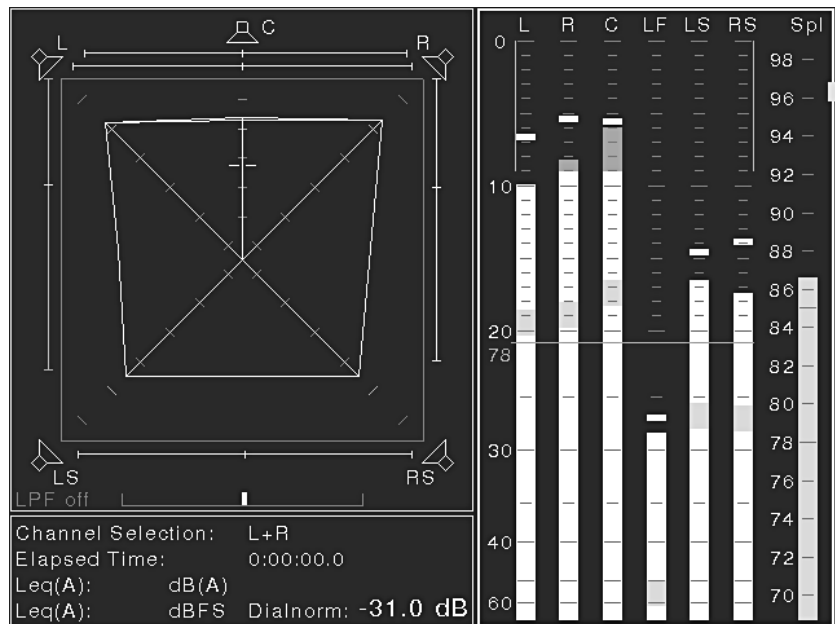 L C R
LS RS
LPF off
Channel Selection: L+R
Elapsed Time: 0:00:00.0
Leq(A): dB(A)
Leq(A): dBFS Dialnorm: -31.0 dB
L R C LF LS RS Spl
0
10
20
78
30
40
60
98
96
94
92
90
88
86
84
82
80
78
76
74
72
70